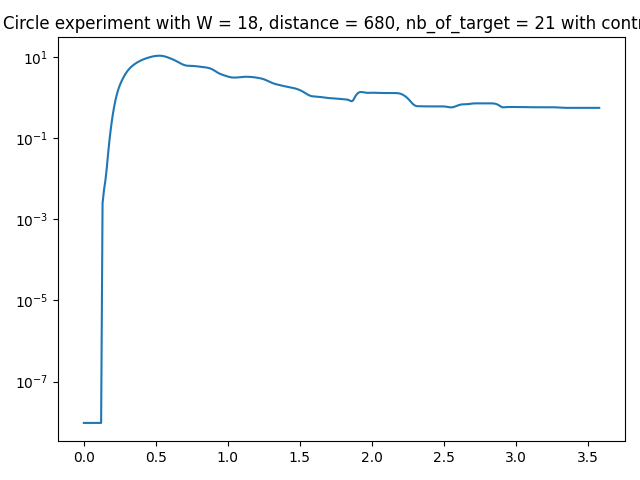 Circle experiment with W = 18, distance = 680, nb_of_target = 21 with contr
10¹
10⁻¹
10⁻³
10⁻⁵
10⁻⁷
0.0 0.5 1.0 1.5 2.0 2.5 3.0 3.5